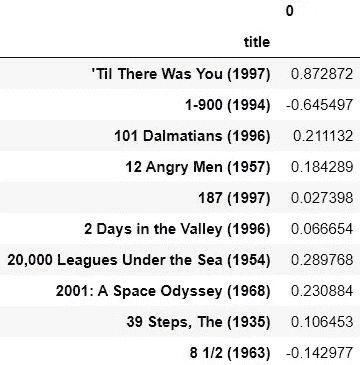 0
title
'Til There Was You (1997) 0.872872
1-900 (1994) -0.645497
101 Dalmatians (1996) 0.211132
12 Angry Men (1957) 0.184289
187 (1997) 0.027398
2 Days in the Valley (1996) 0.066654
20,000 Leagues Under the Sea (1954) 0.289768
2001: A Space Odyssey (1968) 0.230884
39 Steps, The (1935) 0.106453
8 1/2 (1963) -0.142977